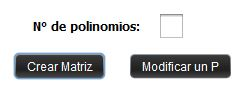 Nº de polinomios:
Crear Matriz
Modificar un P